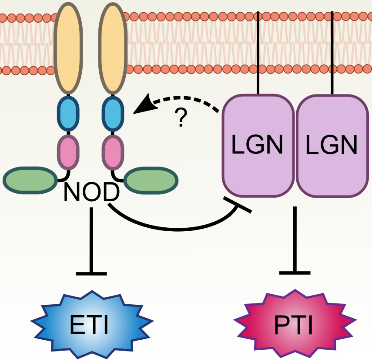 ?
LGN LGN
NOD
ETI PTI